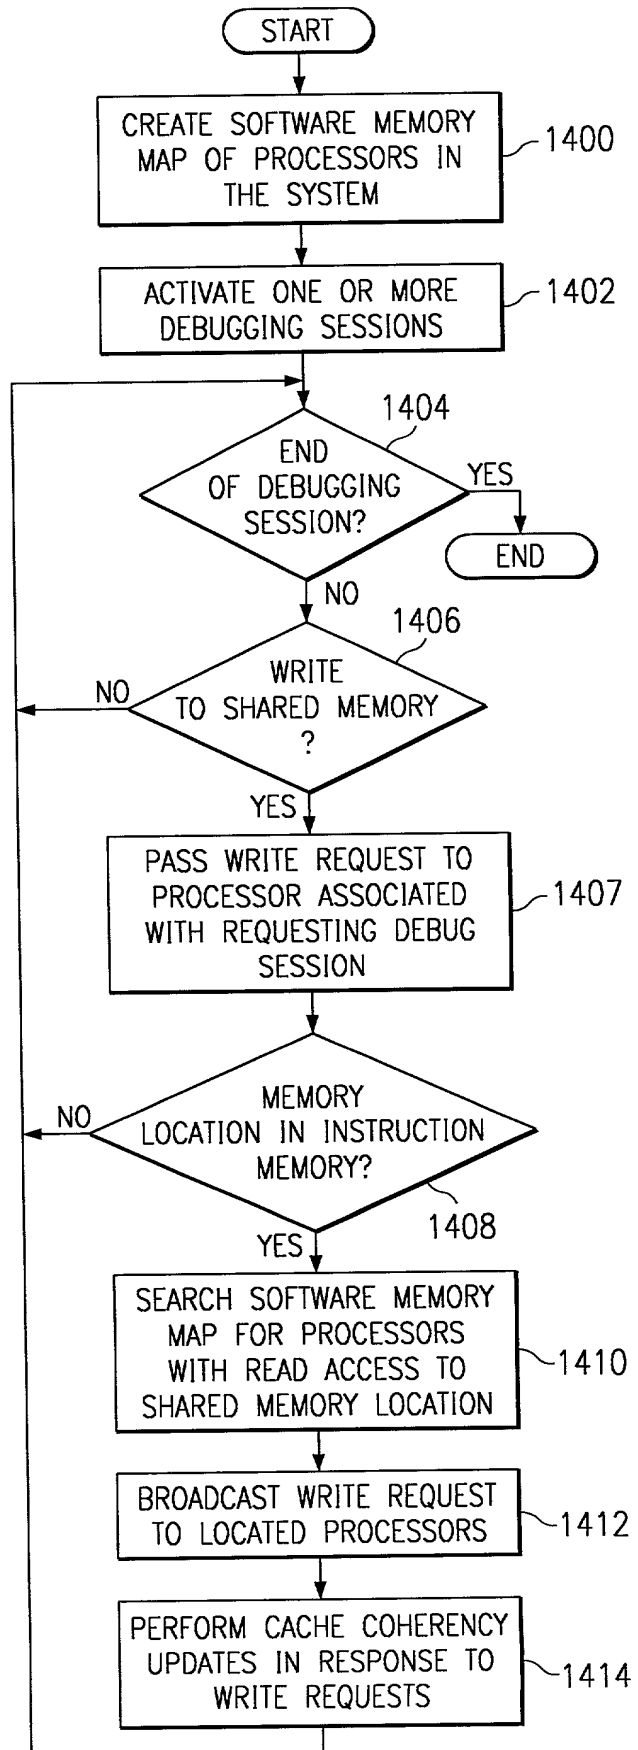 START
CREATE SOFTWARE MEMORY
MAP OF PROCESSORS IN
THE SYSTEM
1400
ACTIVATE ONE OR MORE
DEBUGGING SESSIONS
1402
1404
END
OF DEBUGGING
SESSION?
YES
END
NO
1406
WRITE
TO SHARED MEMORY
?
NO
YES
PASS WRITE REQUEST TO
PROCESSOR ASSOCIATED
WITH REQUESTING DEBUG
SESSION
1407
MEMORY
LOCATION IN INSTRUCTION
MEMORY?
NO
1408
YES
SEARCH SOFTWARE MEMORY
MAP FOR PROCESSORS
WITH READ ACCESS TO
SHARED MEMORY LOCATION
1410
BROADCAST WRITE REQUEST
TO LOCATED PROCESSORS
1412
PERFORM CACHE COHERENCY
UPDATES IN RESPONSE TO
WRITE REQUESTS
1414